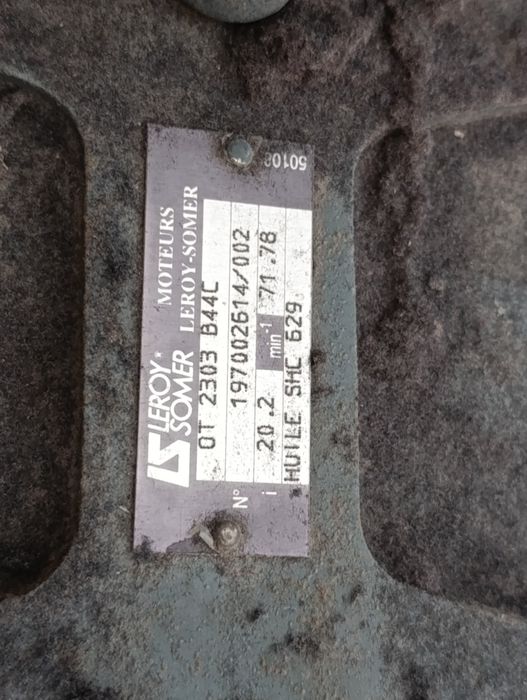 LEROY
SOMER
MOTEURS
LEROY-SOMER
OT 2303 B44C
N° 197002614/002
i 20.2 min-1 71.78
HUILE SHC 629